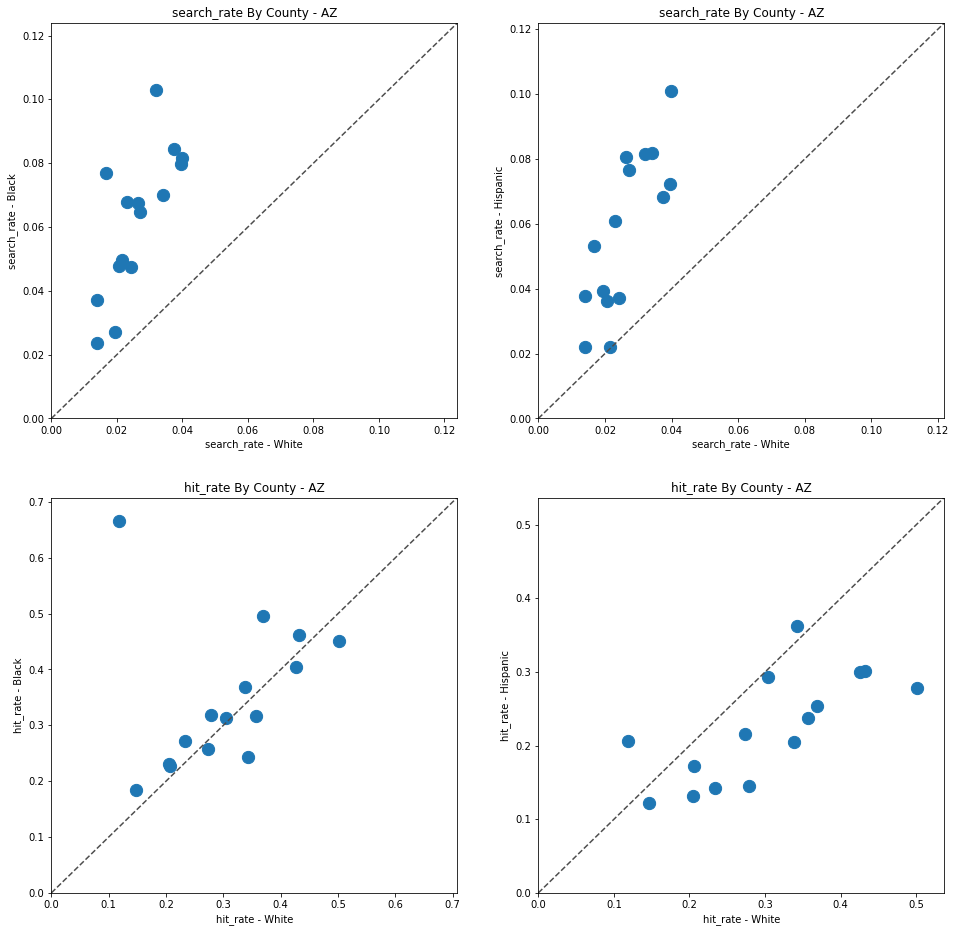 search_rate By County - AZ
0.12
0.10
0.08
0.06
0.04
0.02
0.00
search_rate - Black
0.00 0.02 0.04 0.06 0.08 0.10 0.12
search_rate - White
search_rate By County - AZ
0.12
0.10
0.08
0.06
0.04
0.02
0.00
search_rate - Hispanic
0.00 0.02 0.04 0.06 0.08 0.10 0.12
search_rate - White
hit_rate By County - AZ
0.7
0.6
0.5
0.4
0.3
0.2
0.1
0.0
hit_rate - Black
0.0 0.1 0.2 0.3 0.4 0.5 0.6 0.7
hit_rate - White
hit_rate By County - AZ
0.5
0.4
0.3
0.2
0.1
0.0
hit_rate - Hispanic
0.0 0.1 0.2 0.3 0.4 0.5
hit_rate - White